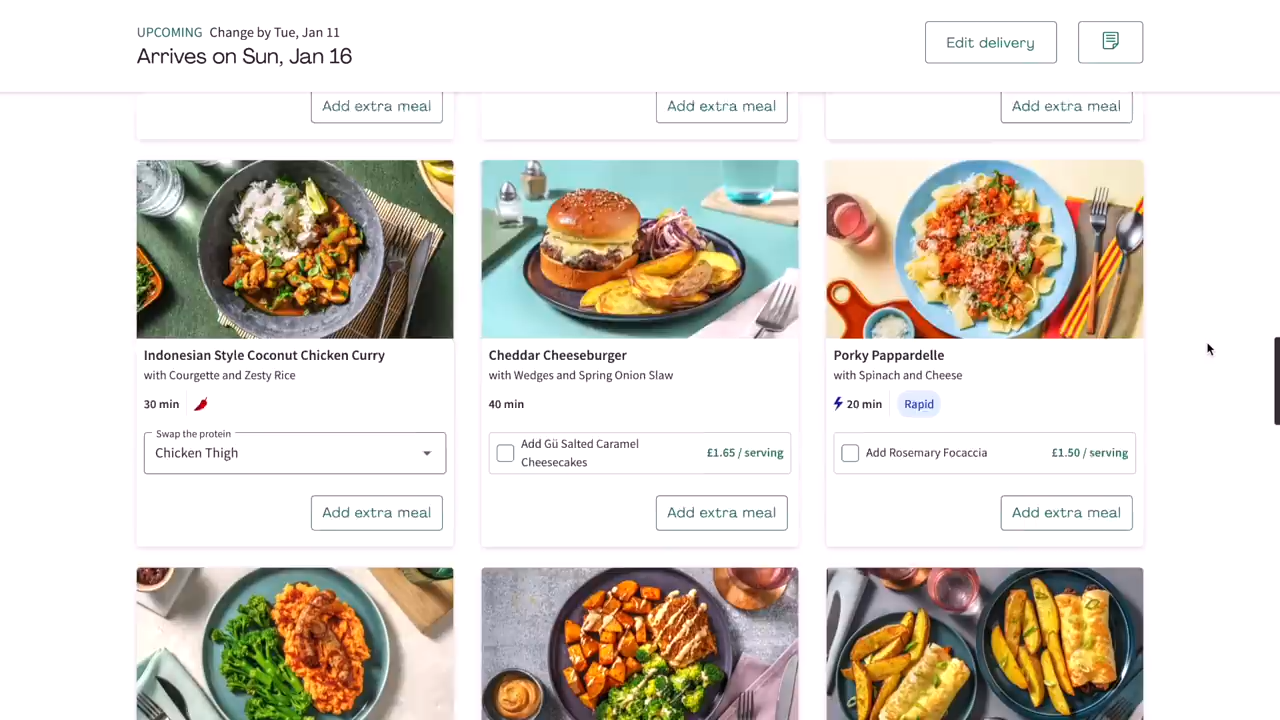 UPCOMING Change by Tue, Jan 11
Arrives on Sun, Jan 16
Edit delivery
Add extra meal
Add extra meal
Add extra meal
Indonesian Style Coconut Chicken Curry
with Courgette and Zesty Rice
30 min
Swap the protein
Chicken Thigh
Add extra meal
Cheddar Cheeseburger
with Wedges and Spring Onion Slaw
40 min
Add Gü Salted Caramel
Cheesecakes
£1.65 / serving
Add extra meal
Porky Pappardelle
with Spinach and Cheese
20 min Rapid
Add Rosemary Focaccia £1.50 / serving
Add extra meal